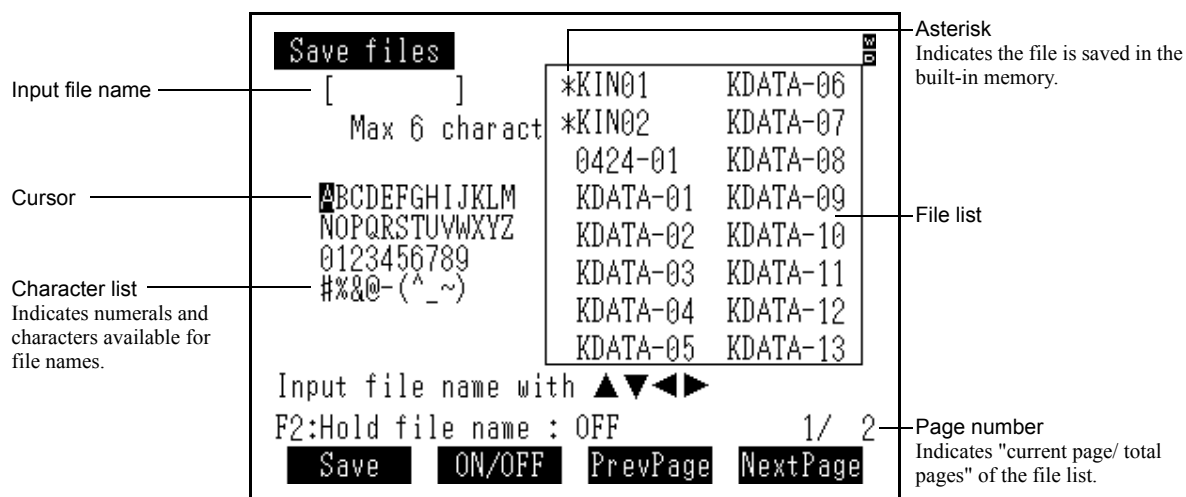 Save files
[ ]
Max 6 charact
ABCDEFGHIJKLM
NOPQRSTUVWXYZ
0123456789
#%&@-(^_~)
*KIN01 KDATA-06
*KIN02 KDATA-07
0424-01 KDATA-08
KDATA-01 KDATA-09
KDATA-02 KDATA-10
KDATA-03 KDATA-11
KDATA-04 KDATA-12
KDATA-05 KDATA-13
Input file name with ▲▼◀▶
F2:Hold file name : OFF 1/ 2
Save ON/OFF PrevPage NextPage
Input file name
Cursor
Character list
Indicates numerals and
characters available for
file names.
Asterisk
Indicates the file is saved in the
built-in memory.
File list
Page number
Indicates "current page/ total
pages" of the file list.